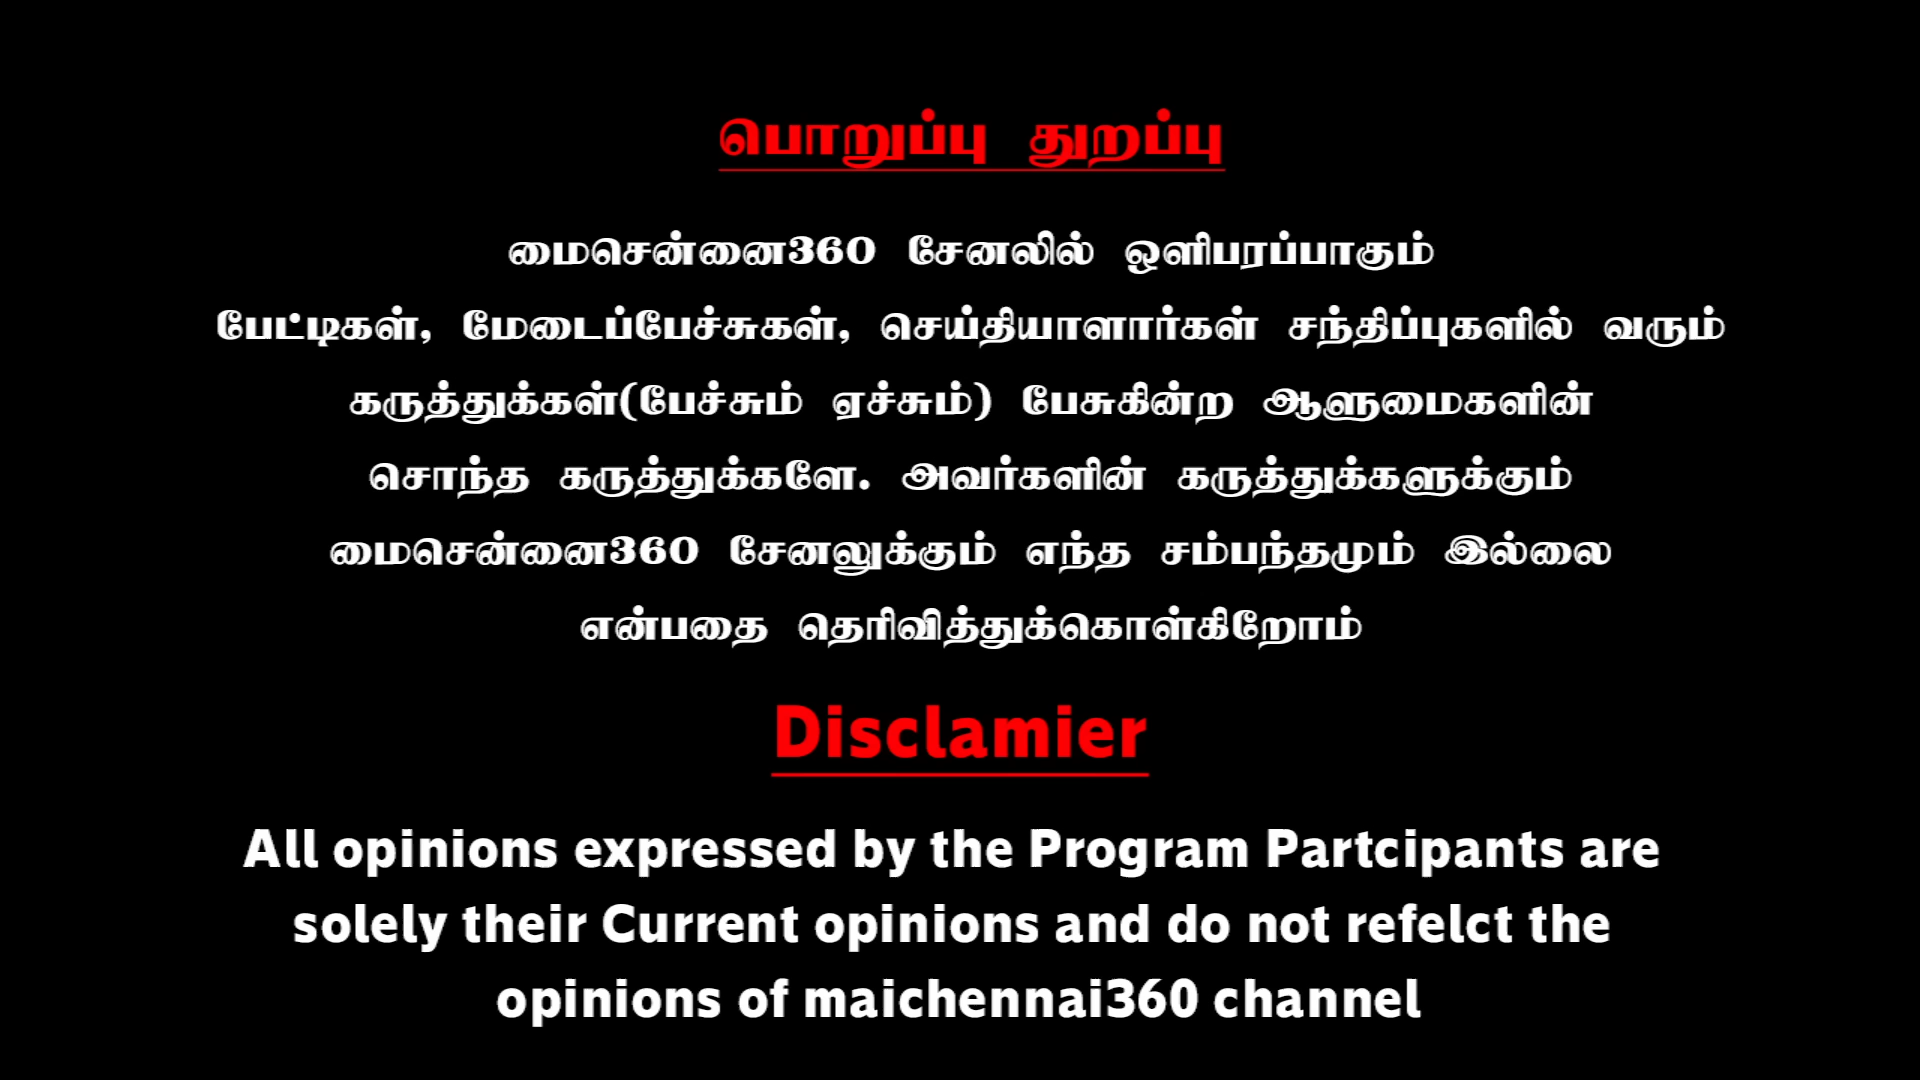 பொறுப்பு துறப்பு
மைசென்னை360 சேனலில் ஒளிபரப்பாகும்
பேட்டிகள், மேடைப்பேச்சுகள், செய்தியாளார்கள் சந்திப்புகளில் வரும்
கருத்துக்கள்(பேச்சும் ஏச்சும்) பேசுகின்ற ஆளுமைகளின்
சொந்த கருத்துக்களே. அவர்களின் கருத்துக்களுக்கும்
மைசென்னை360 சேனலுக்கும் எந்த சம்பந்தமும் இல்லை
என்பதை தெரிவித்துக்கொள்கிறோம்
Disclamier
All opinions expressed by the Program Partcipants are
solely their Current opinions and do not refelct the
opinions of maichennai360 channel